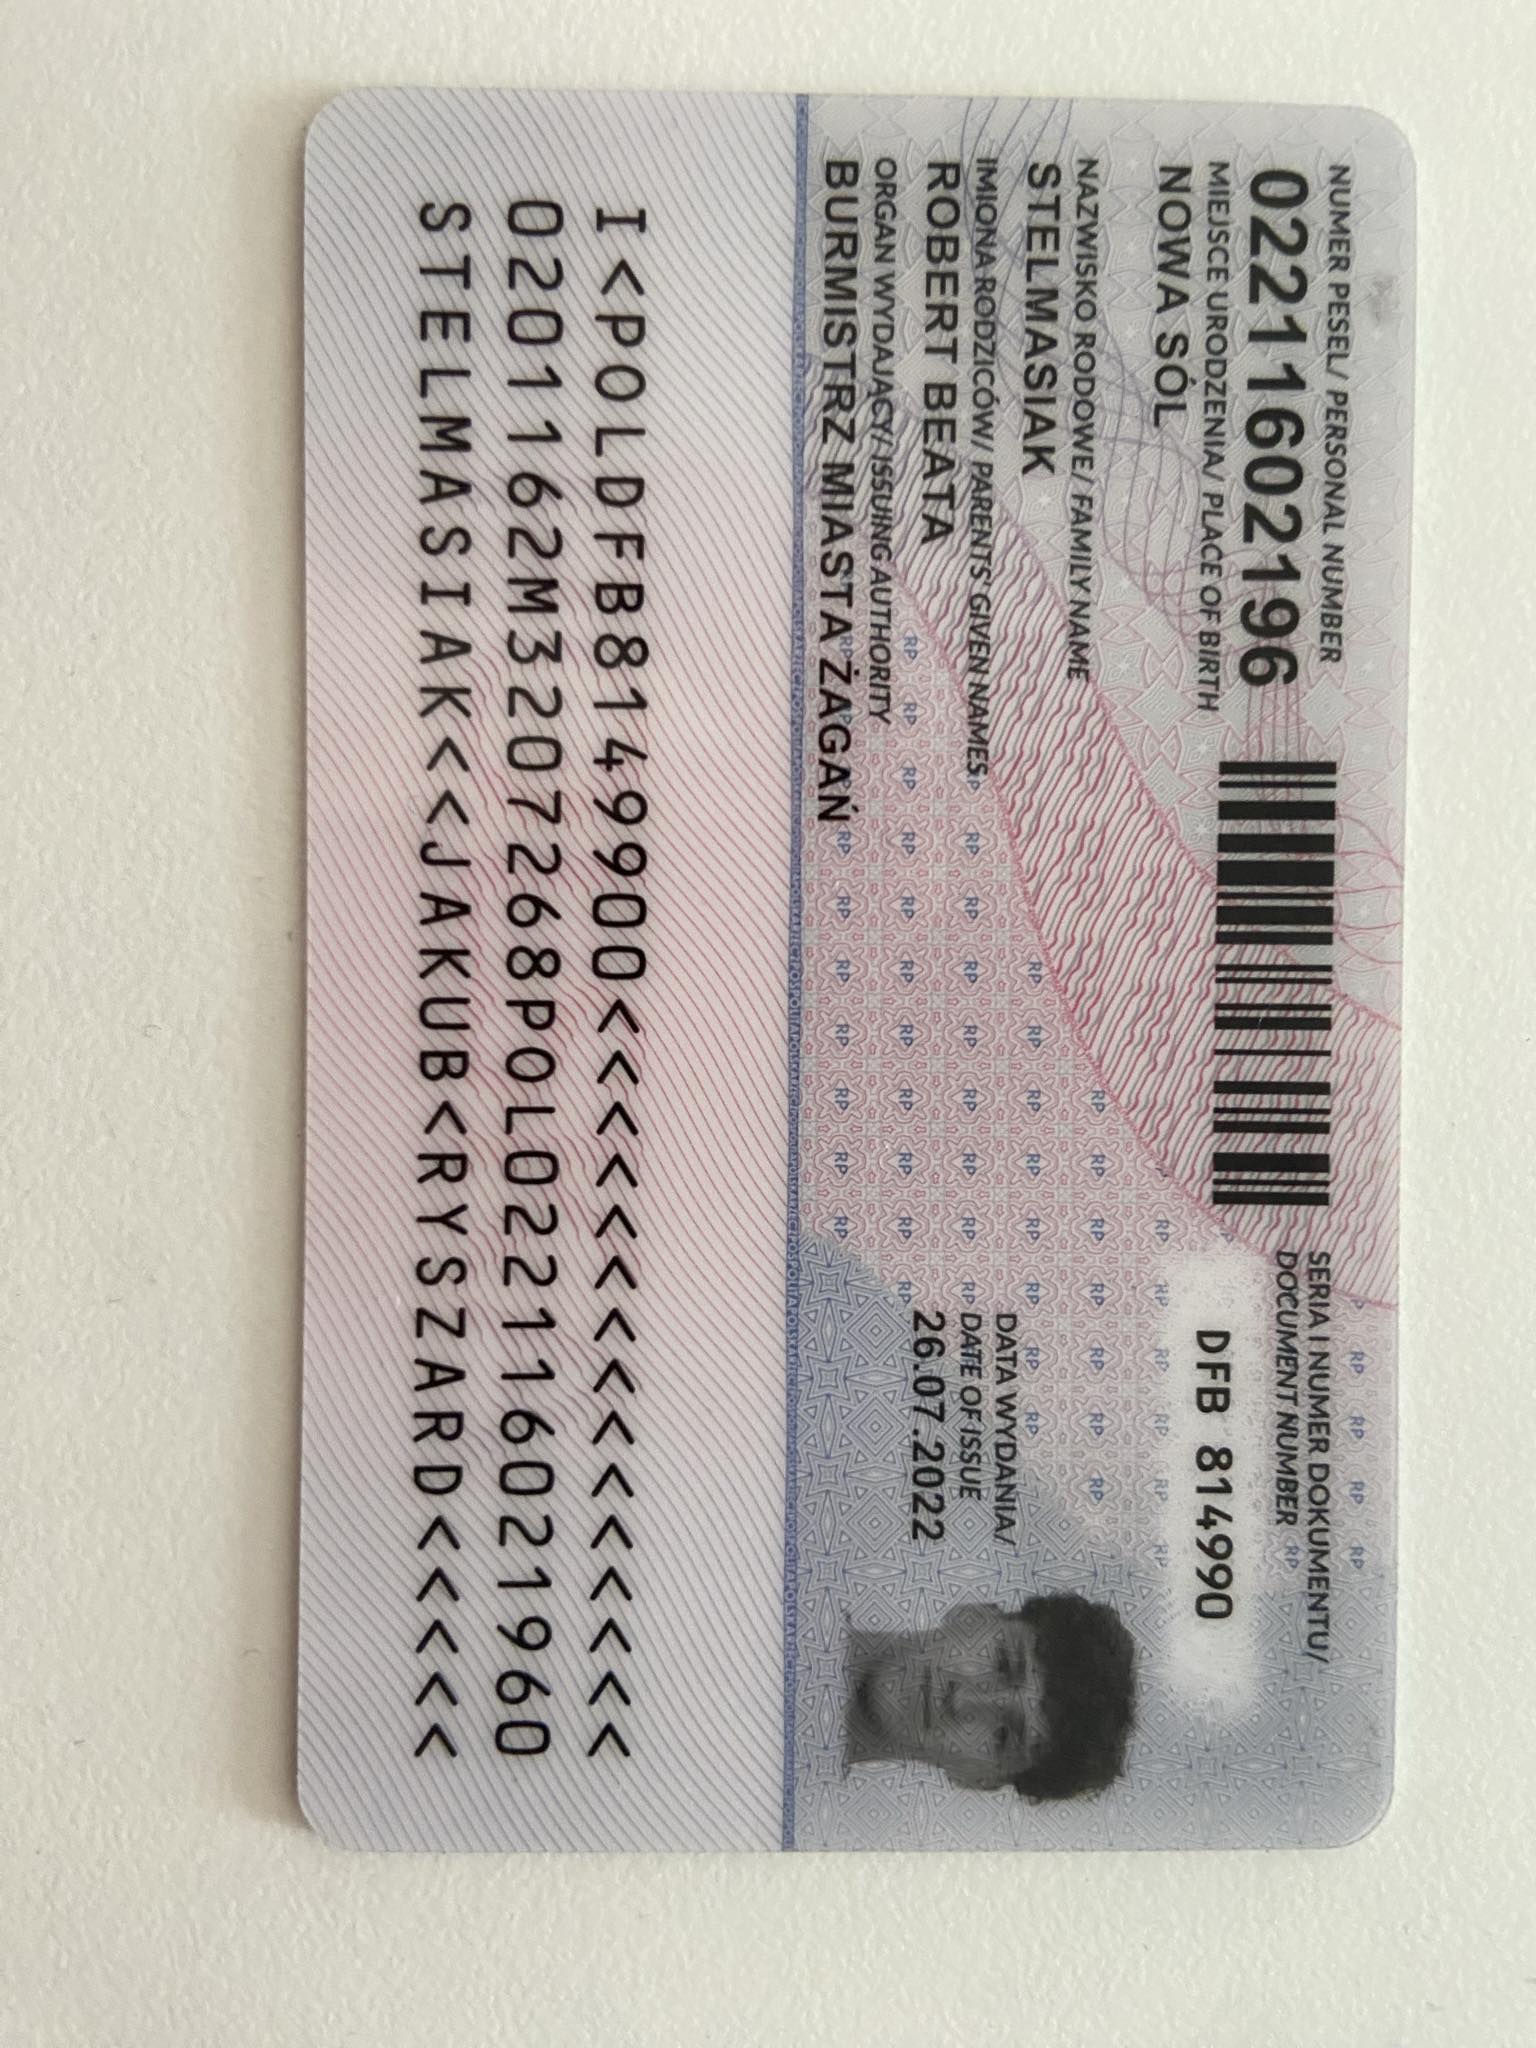 NUMER PESEL/ PERSONAL NUMBER
02211602196
MIEJSCE URODZENIA/ PLACE OF BIRTH
NOWA SÓL
NAZWISKO RODOWE/ FAMILY NAME
STELMASIAK
IMIONA RODZICÓW/ PARENTS' GIVEN NAMES
ROBERT BEATA
ORGAN WYDAJĄCY/ ISSUING AUTHORITY
BURMISTRZ MIASTA ŻAGAŃ
SERIA I NUMER DOKUMENTU/
DOCUMENT NUMBER
DFB 814990
DATA WYDANIA/
DATE OF ISSUE
26.07.2022
I<POLDFB8149900<<<<<<<<<<<<<<<
0201162M3207268POL022116021960
STELMASIAK<<JAKUB<RYSZARD<<<<<